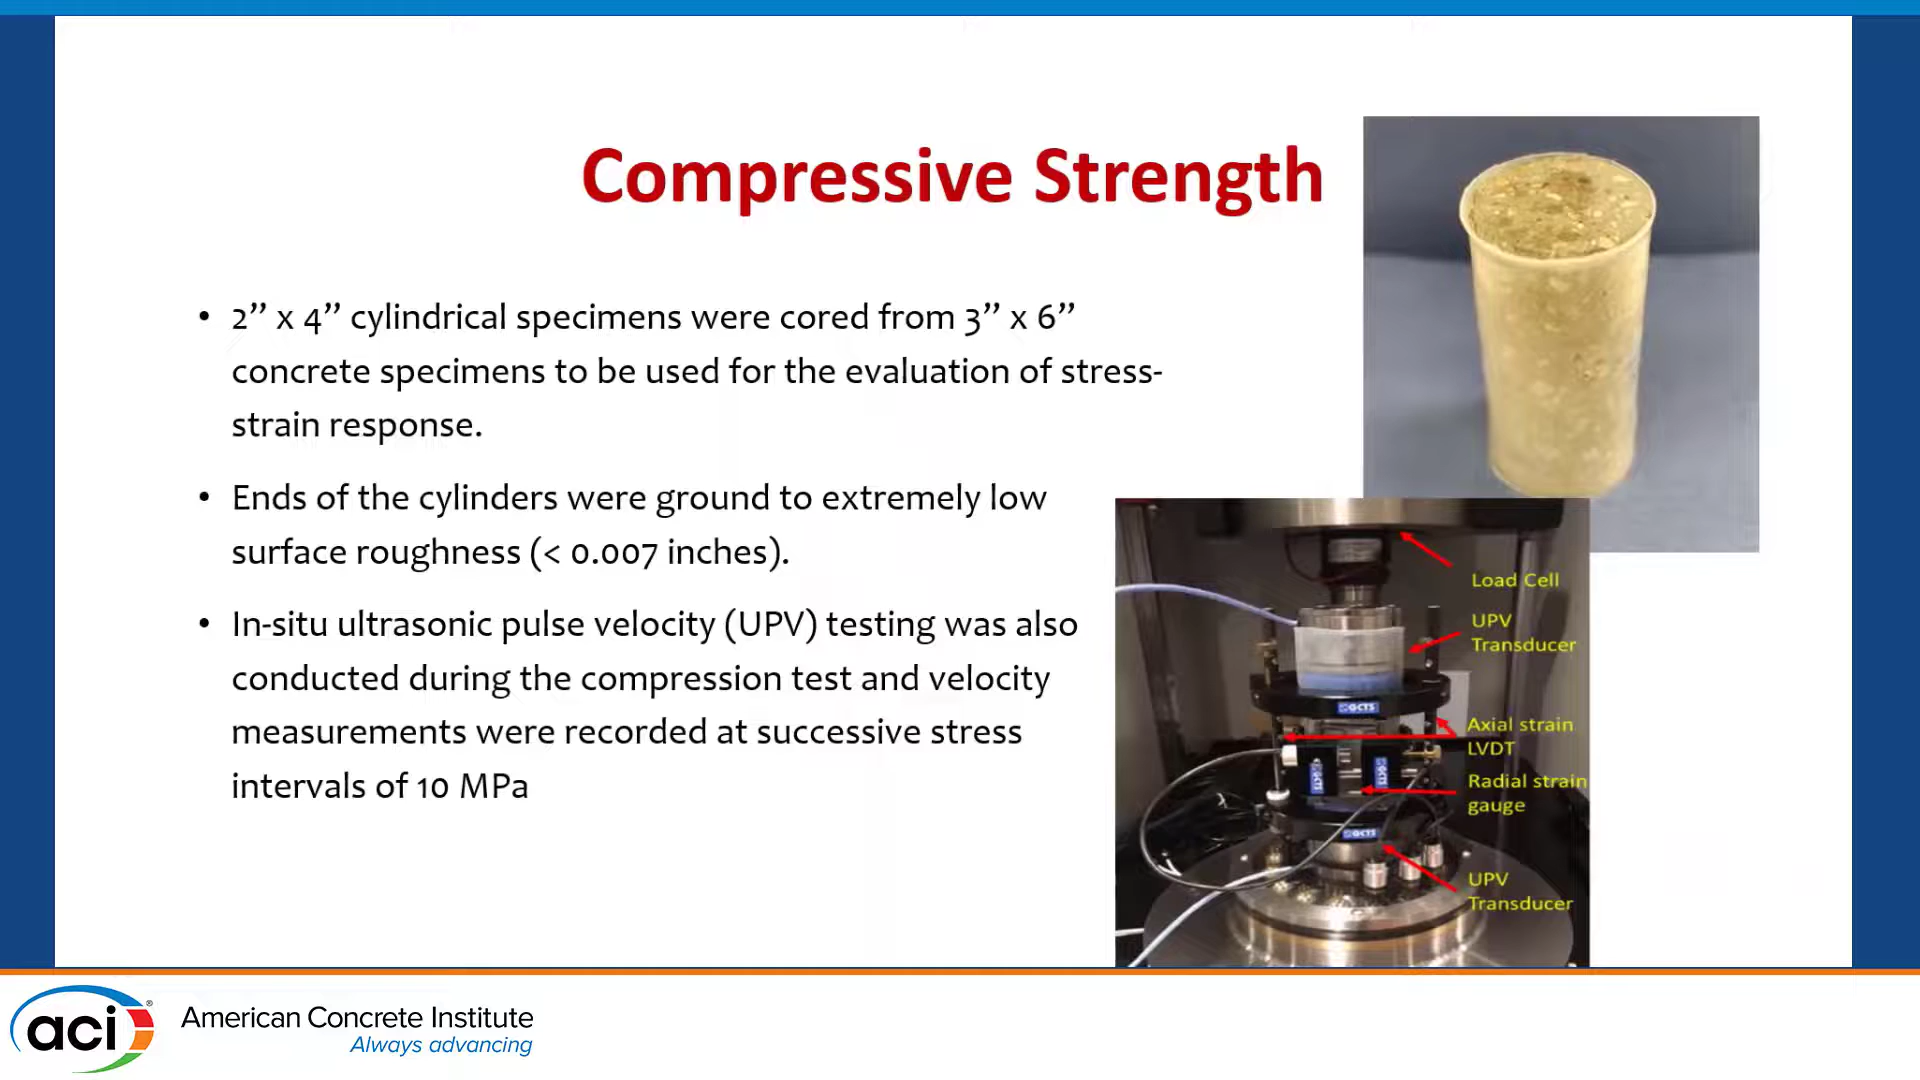 Compressive Strength
• 2” x 4” cylindrical specimens were cored from 3” x 6”
concrete specimens to be used for the evaluation of stress-
strain response.
• Ends of the cylinders were ground to extremely low
surface roughness (< 0.007 inches).
• In-situ ultrasonic pulse velocity (UPV) testing was also
conducted during the compression test and velocity
measurements were recorded at successive stress
intervals of 10 MPa
Load Cell
UPV
Transducer
GCTS
Axial strain
LVDT
GCTS
GCTS
Radial strain
gauge
GCTS
UPV
Transducer
aci®
American Concrete Institute
Always advancing